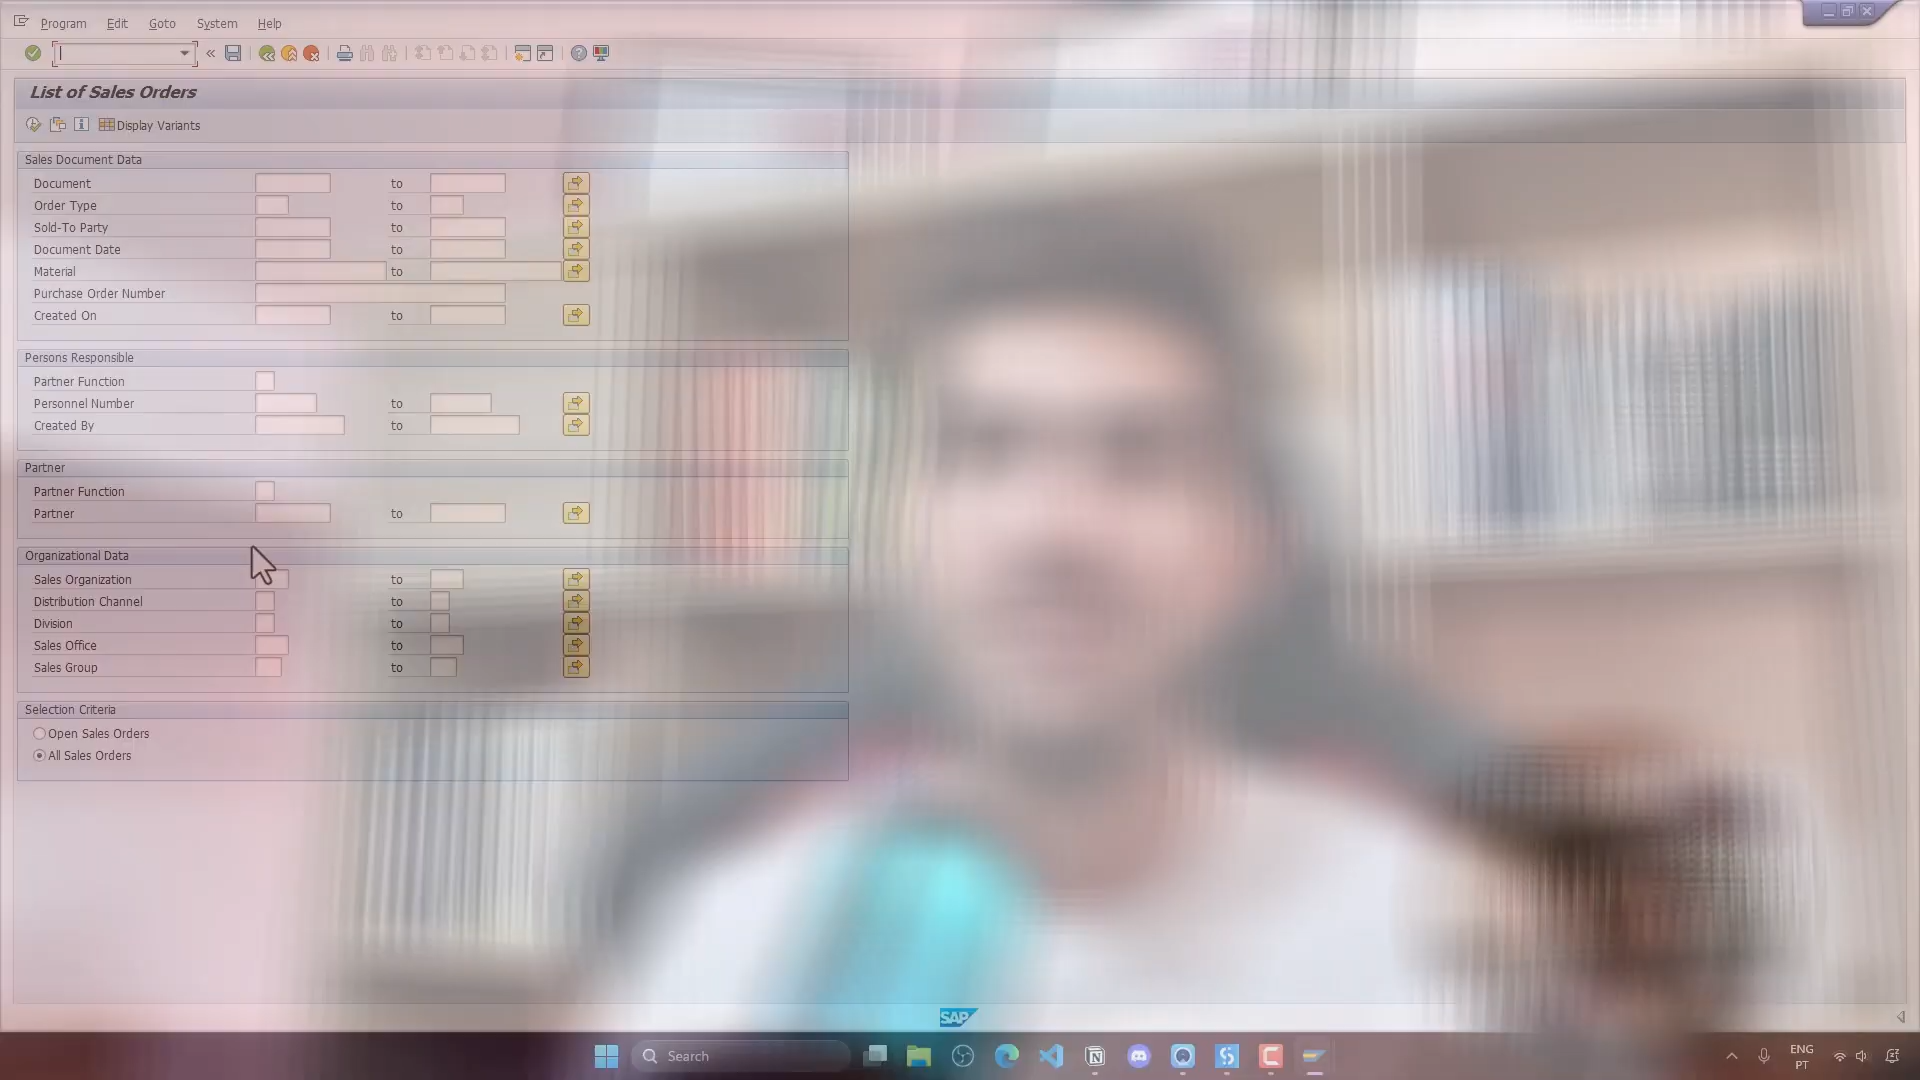 Program Edit Goto System Help
List of Sales Orders
Display Variants
Sales Document Data
Document to
Order Type to
Sold-To Party to
Document Date to
Material to
Purchase Order Number
Created On to
Persons Responsible
Partner Function
Personnel Number to
Created By to
Partner
Partner Function
Partner to
Organizational Data
Sales Organization to
Distribution Channel to
Division to
Sales Office to
Sales Group to
Selection Criteria
Open Sales Orders
All Sales Orders
SAP
Search
ENG
PT